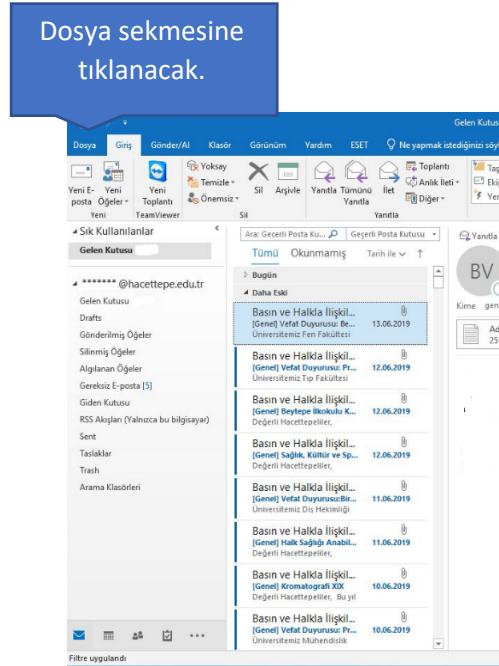 Dosya sekmesine
tıklanacak.
Gelen Kutus
Dosya Giriş Gönder/Al Klasör Görünüm Yardım ESET Ne yapmak istediğinizi söyl
Yeni E-posta
Yeni Öğeler
Yeni
Yeni Toplantı
TeamViewer
Yoksay
Temizle
Önemsiz
Sil Arşivle
Sil
Yanıtla Tümünü Yanıtla İlet
Toplantı
Anlık İleti
Diğer
Yanıtla
Taş
Ekip
Yer
Sık Kullanılanlar
Gelen Kutusu
******* @hacettepe.edu.tr
Gelen Kutusu
Drafts
Gönderilmiş Öğeler
Silinmiş Öğeler
Algılanan Öğeler
Gereksiz E-posta [5]
Giden Kutusu
RSS Akışları (Yalnızca bu bilgisayar)
Sent
Taslaklar
Trash
Arama Klasörleri
Ara: Geçerli Posta Ku... Geçerli Posta Kutusu
Tümü Okunmamış Tarih ile
Bugün
Daha Eski
Basın ve Halkla İlişkil...
[Genel] Vefat Duyurusu: Be... 13.06.2019
Üniversitemiz Fen Fakültesi
Basın ve Halkla İlişkil...
[Genel] Vefat Duyurusu: Pr... 12.06.2019
Üniversitemiz Tıp Fakültesi
Basın ve Halkla İlişkil...
[Genel] Beytepe İlkokulu K... 12.06.2019
Değerli Hacettepeliler,
Basın ve Halkla İlişkil...
[Genel] Sağlık, Kültür ve Sp... 12.06.2019
Değerli Hacettepeliler,
Basın ve Halkla İlişkil...
[Genel] Vefat Duyurusu:Bir... 11.06.2019
Üniversitemiz Diş Hekimliği
Basın ve Halkla İlişkil...
[Genel] Halk Sağlığı Anabil... 11.06.2019
Değerli Hacettepeliler,
Basın ve Halkla İlişkil...
[Genel] Kromatografi XIX 10.06.2019
Değerli Hacettepeliler, Bu yıl
Basın ve Halkla İlişkil...
[Genel] Vefat Duyurusu: Pr... 10.06.2019
Üniversitemiz Mühendislik
Yanıtla
BV
Kime gen
Ad
25
Filtre uygulandı